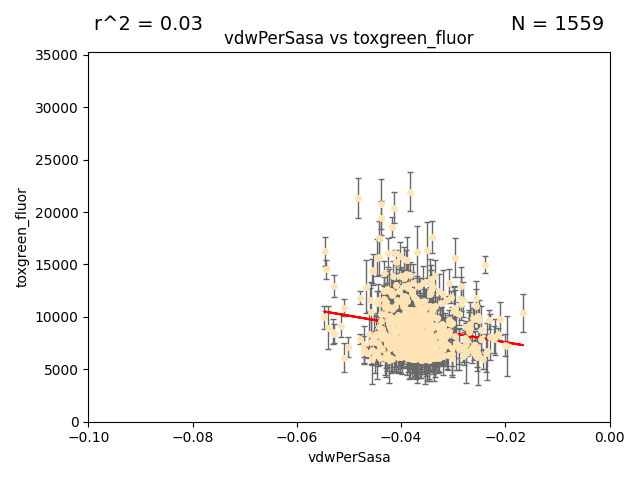 r^2 = 0.03
N = 1559
vdwPerSasa vs toxgreen_fluor
toxgreen_fluor
35000
30000
25000
20000
15000
10000
5000
0
−0.10
−0.08
−0.06
−0.04
−0.02
0.00
vdwPerSasa